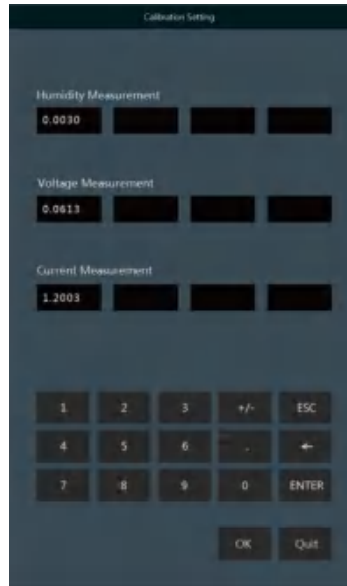 Calibration Setting
Humidity Measurement
0.0030
Voltage Measurement
0.0613
Current Measurement
1.2003
1 2 3 +/- ESC
4 5 6 . ←
7 8 9 0 ENTER
OK Quit